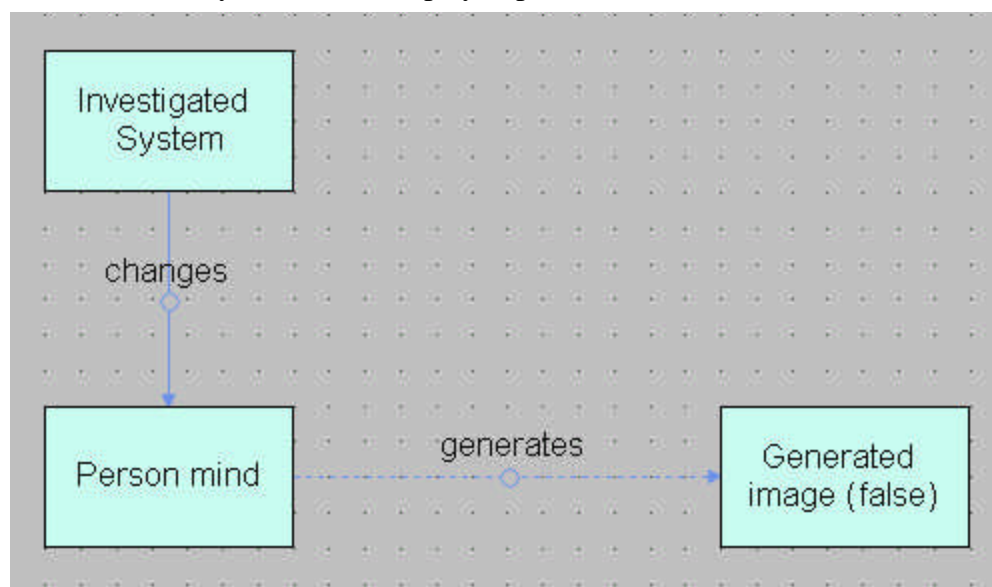 Investigated
System
changes
Person mind
generates
Generated
image (false)